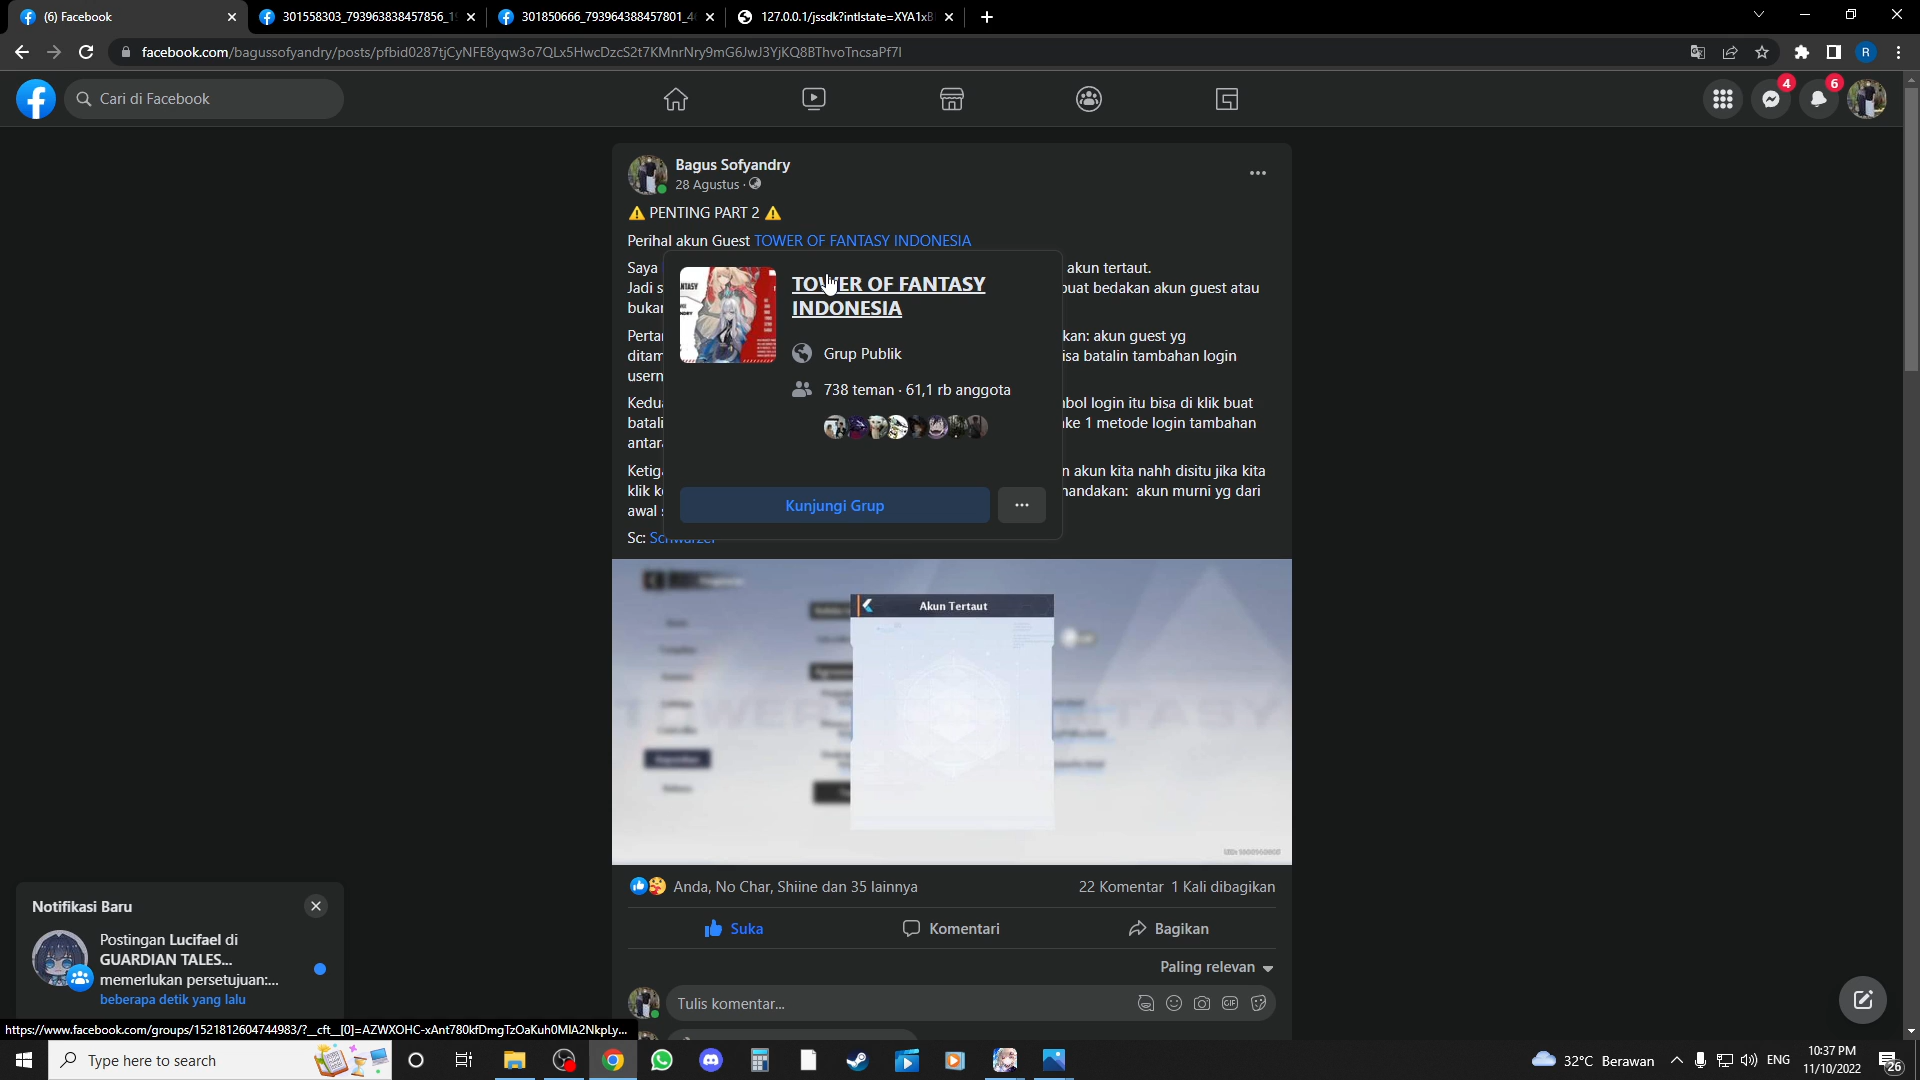 (6) Facebook
301558303_793963838457856_1
301850666_793964388457801_4
127.0.0.1/jssdk?intlstate=XYA1xB
facebook.com/bagussofyandry/posts/pfbid0287tjCyNFE8yqw3o7QLx5HwcDzcS2t7KMnrNry9mG6JwJ3YjKQ8BThvoTncsaPf7l
R
Cari di Facebook
4
6
Bagus Sofyandry
28 Agustus ·
⚠ PENTING PART 2 ⚠
Perihal akun Guest TOWER OF FANTASY INDONESIA
Saya akun tertaut.
Jadi s buat bedakan akun guest atau
bukan
TOWER OF FANTASY
INDONESIA
Grup Publik
738 teman · 61,1 rb anggota
Kunjungi Grup
kan: akun guest yg
isa batalin tambahan login
usern
bol login itu bisa di klik buat
ke 1 metode login tambahan
antar
n akun kita nahh disitu jika kita
klik k nandakan: akun murni yg dari
awal
Sc: Schwarzer
Akun Tertaut
Anda, No Char, Shiine dan 35 lainnya
22 Komentar 1 Kali dibagikan
Suka
Komentari
Bagikan
Paling relevan
Tulis komentar...
Notifikasi Baru
Postingan Lucifael di
GUARDIAN TALES...
memerlukan persetujuan:...
beberapa detik yang lalu
https://www.facebook.com/groups/1521812604744983/?__cft__[0]=AZWXOHC-xAnt780kfDmgTzOaKuh0MIA2NkpLy...
Type here to search
32°C Berawan
ENG
10:37 PM
11/10/2022
26